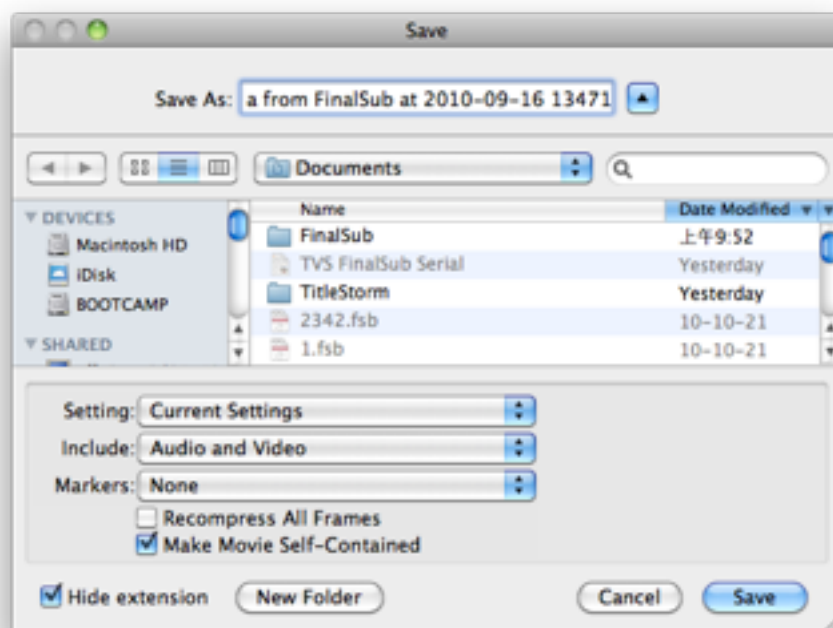 Save
Save As: a from FinalSub at 2010-09-16 13471
Documents
DEVICES
Macintosh HD
iDisk
BOOTCAMP
SHARED
Name Date Modified
FinalSub 上午9:52
TVS FinalSub Serial Yesterday
TitleStorm Yesterday
2342.fsb 10-10-21
1.fsb 10-10-21
Setting: Current Settings
Include: Audio and Video
Markers: None
Recompress All Frames
Make Movie Self-Contained
Hide extension New Folder Cancel Save